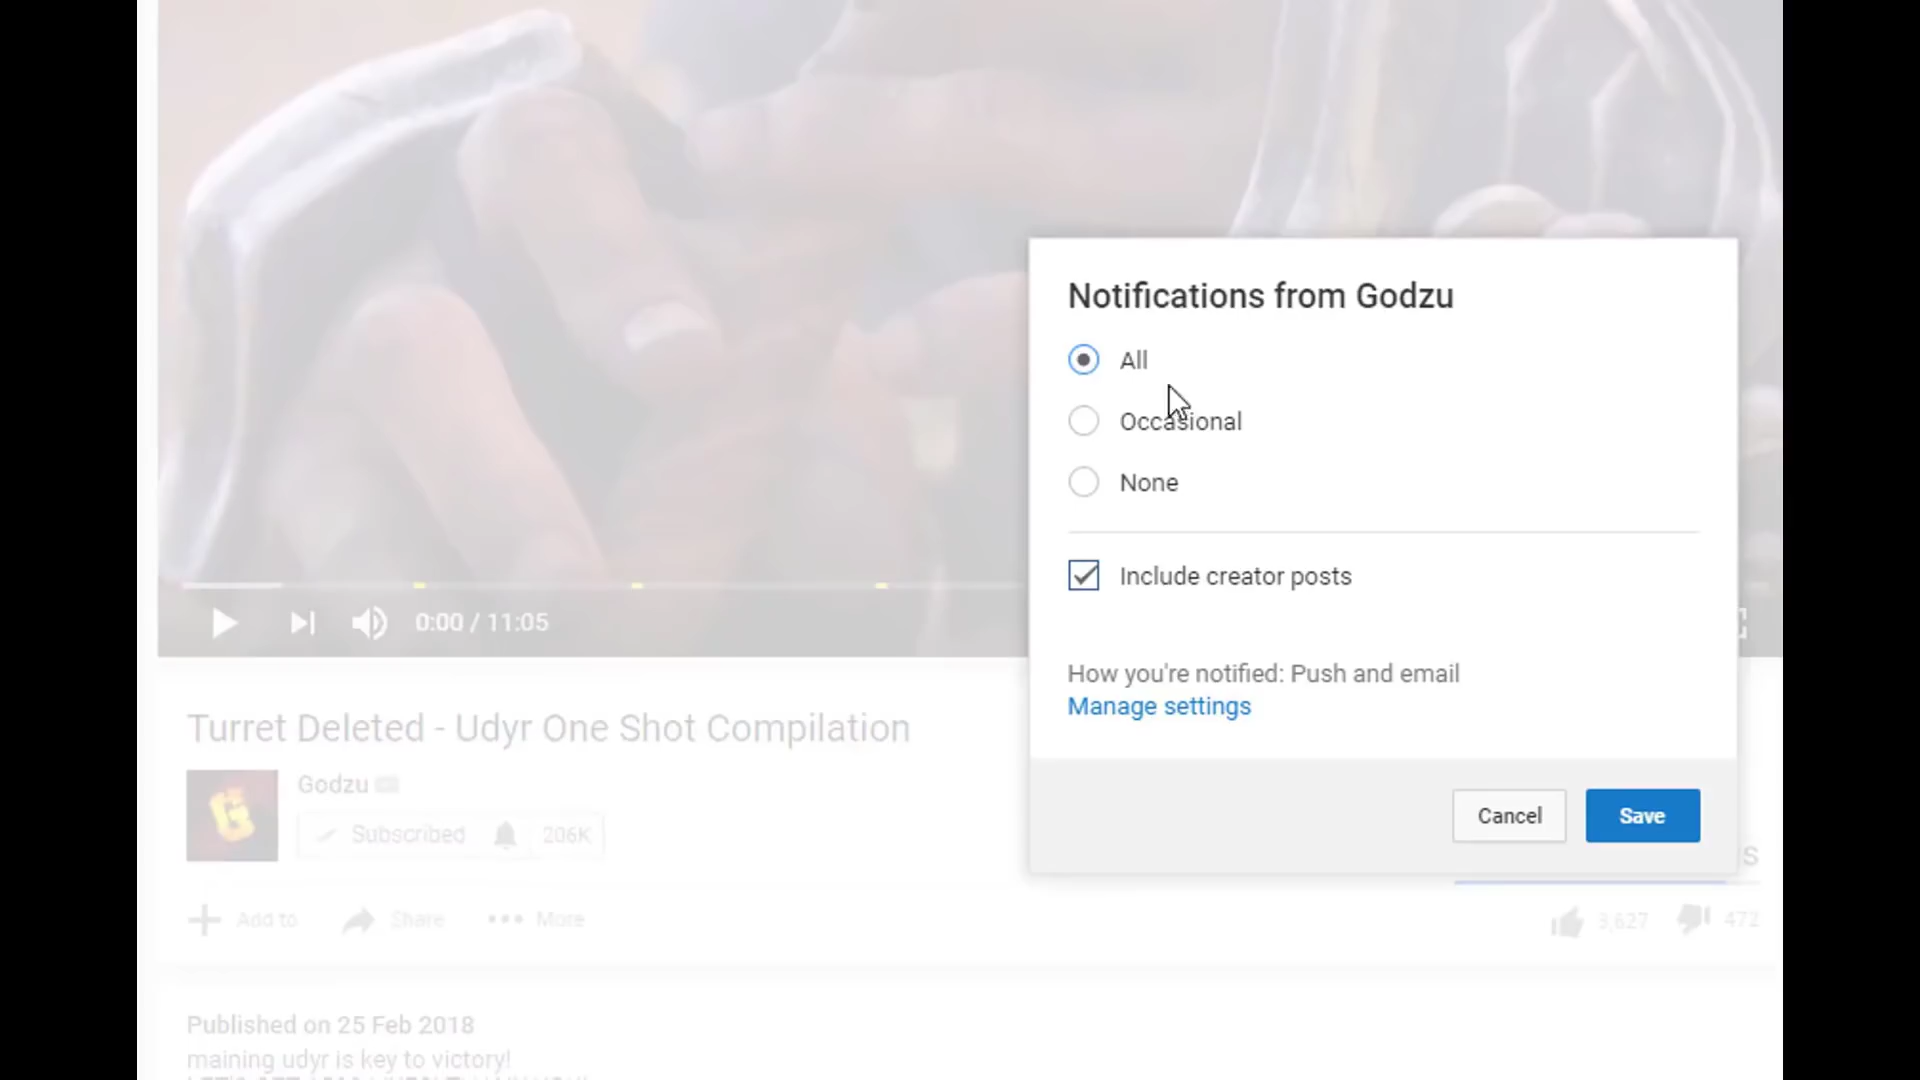 Notifications from Godzu
All
Occasional
None
Include creator posts
How you're notified: Push and email
Manage settings
Cancel
Save
0:00 / 11:05
Turret Deleted - Udyr One Shot Compilation
Godzu
Subscribed 206K
Add to Share More
3,627 472
Published on 25 Feb 2018
maining udyr is key to victory!